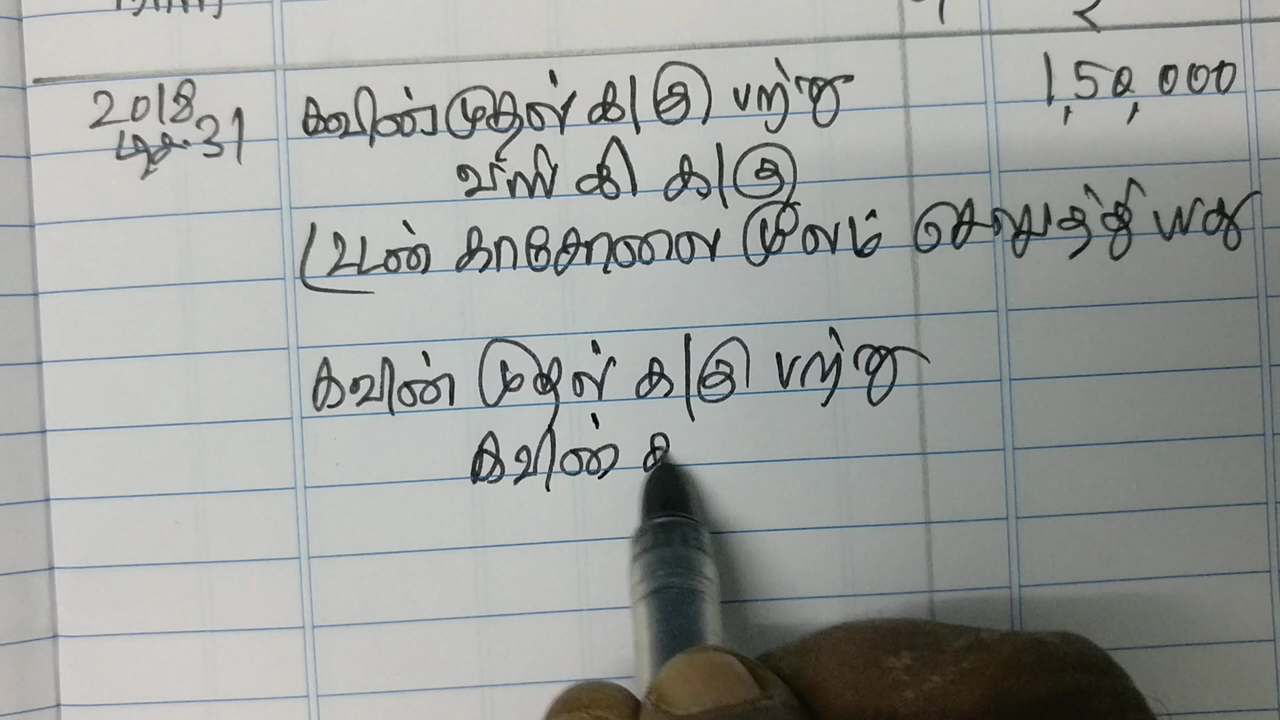 2018 டிச.31 கவின் முதல் க/கு பற்று 1,50,000
வங்கி க/கு
(உடன் காசோலை மூலம் செலுத்தியது
கவின் முதல் க/கு பற்று
கவின் க